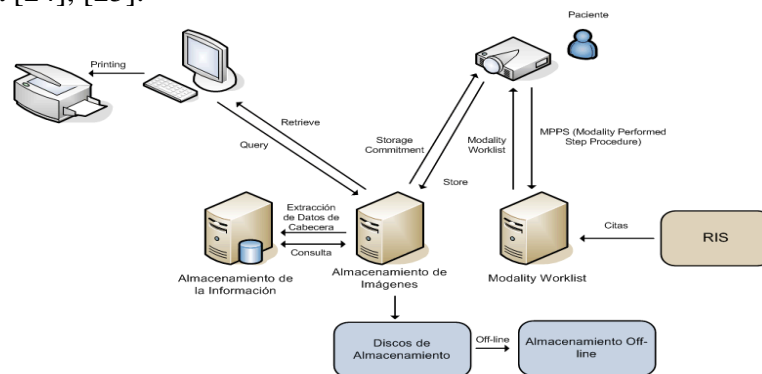 [24], [25].
Paciente
Printing
Retrieve
Query
Storage
Commitment
Modality
Worklist
MPPS (Modality Performed
Step Procedure)
Store
Extracción
de Datos de
Cabecera
Consulta
Citas
RIS
Almacenamiento de
la Información
Almacenamiento de
Imágenes
Modality Worklist
Discos de
Almacenamiento
Off-line
Almacenamiento Off-
line